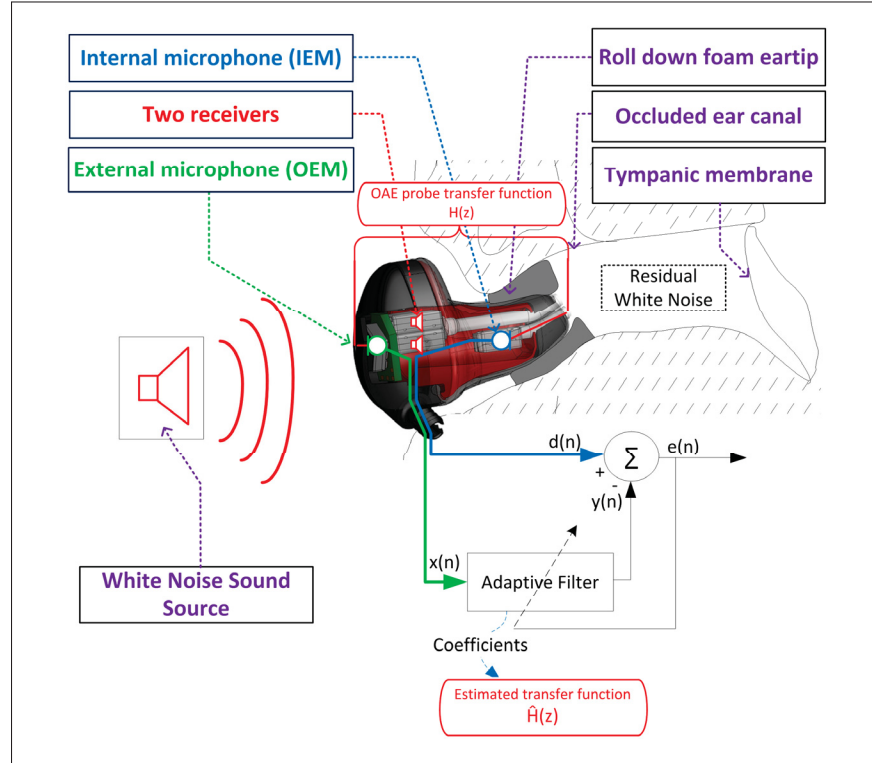 Internal microphone (IEM)
Two receivers
External microphone (OEM)
Roll down foam eartip
Occluded ear canal
Tympanic membrane
OAE probe transfer function
H(z)
Residual
White Noise
White Noise Sound
Source
d(n)
+
Σ
e(n)
-
y(n)
x(n)
Adaptive Filter
Coefficients
Estimated transfer function
Ĥ(z)